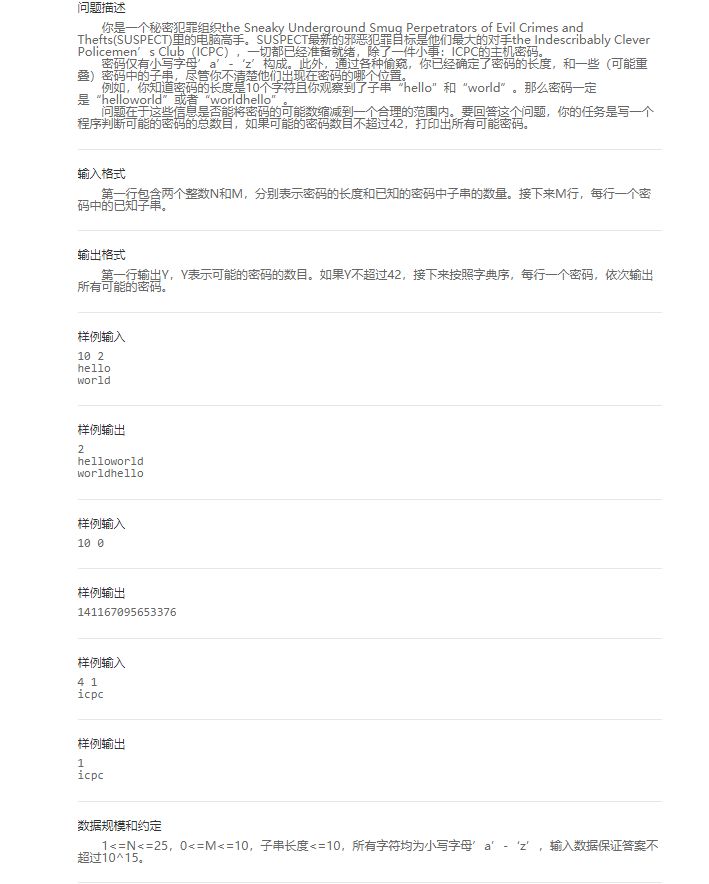 问题描述
你是一个秘密犯罪组织the Sneaky Underground Smug Perpetrators of Evil Crimes and
Thefts(SUSPECT)里的电脑高手。SUSPECT最新的邪恶犯罪目标是他们最大的对手the Indescribably Clever
Policemen’s Club（ICPC），一切都已经准备就绪，除了一件小事：ICPC的主机密码。
密码仅有小写字母’a’-‘z’构成。此外，通过各种偷窥，你已经确定了密码的长度，和一些（可能重
叠）密码中的子串，尽管你不清楚他们出现在密码的哪个位置。
例如，你知道密码的长度是10个字符且你观察到了子串“hello”和“world”。那么密码一定
是“helloworld”或者“worldhello”。
问题在于这些信息是否能将密码的可能数缩减到一个合理的范围内。要回答这个问题，你的任务是写一个
程序判断可能的密码的总数目，如果可能的密码数目不超过42，打印出所有可能密码。
输入格式
第一行包含两个整数N和M，分别表示密码的长度和已知的密码中子串的数量。接下来M行，每行一个密
码中的已知子串。
输出格式
第一行输出Y，Y表示可能的密码的数目。如果Y不超过42，接下来按照字典序，每行一个密码，依次输出
所有可能的密码。
样例输入
10 2
hello
world
样例输出
2
helloworld
worldhello
样例输入
10 0
样例输出
141167095653376
样例输入
4 1
icpc
样例输出
1
icpc
数据规模和约定
1<=N<=25，0<=M<=10，子串长度<=10，所有字符均为小写字母’a’-‘z’，输入数据保证答案不
超过10^15。